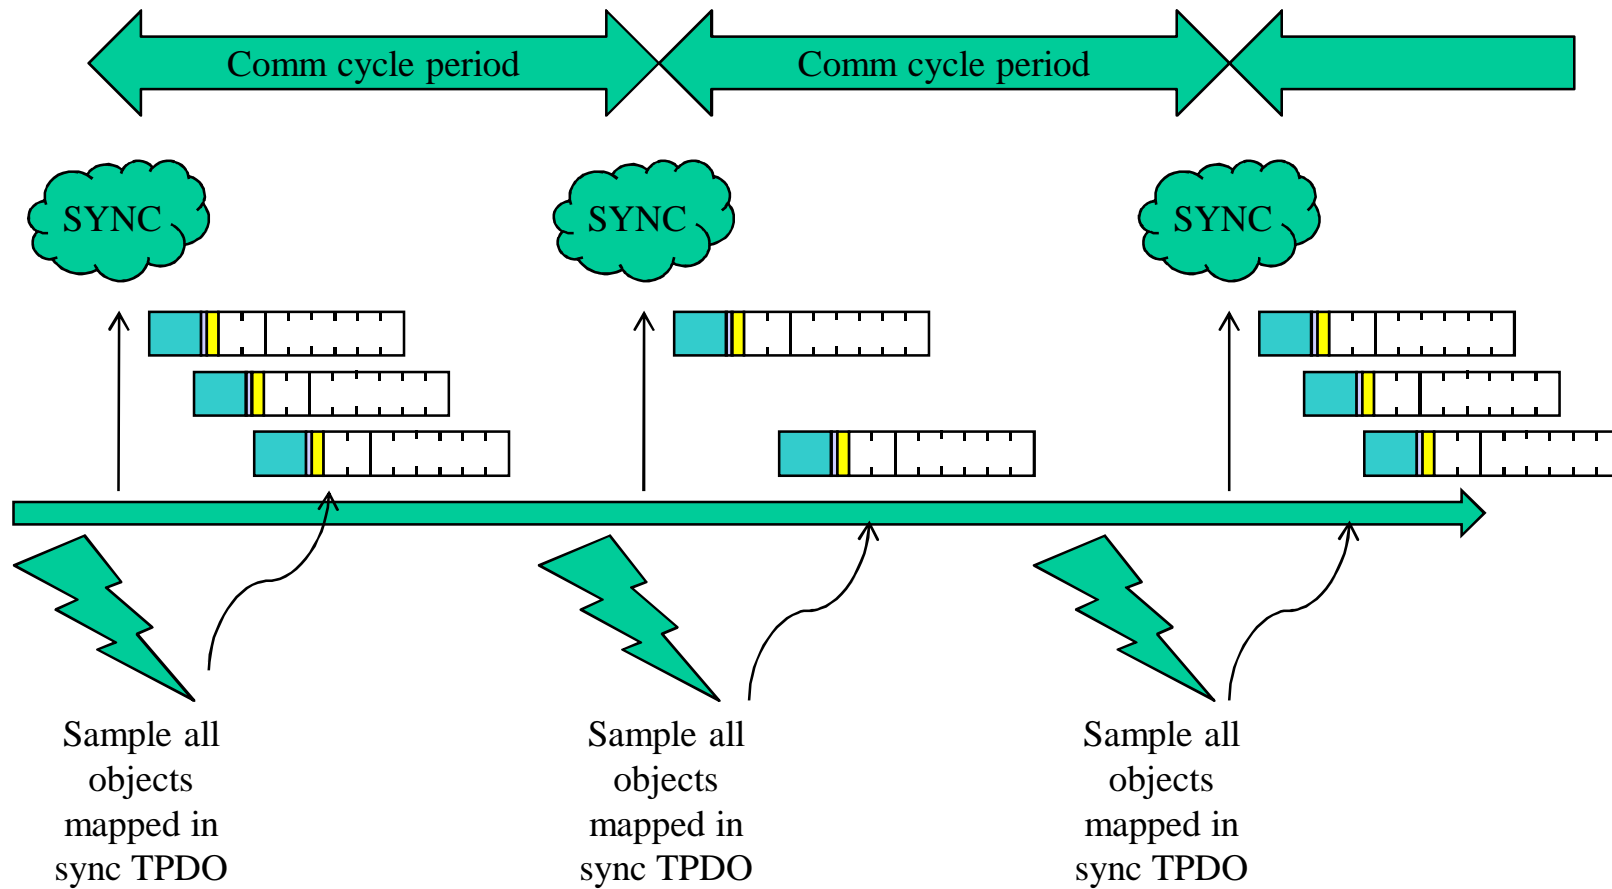 Comm cycle period
Comm cycle period
SYNC
SYNC
SYNC
Sample all
objects
mapped in
sync TPDO
Sample all
objects
mapped in
sync TPDO
Sample all
objects
mapped in
sync TPDO